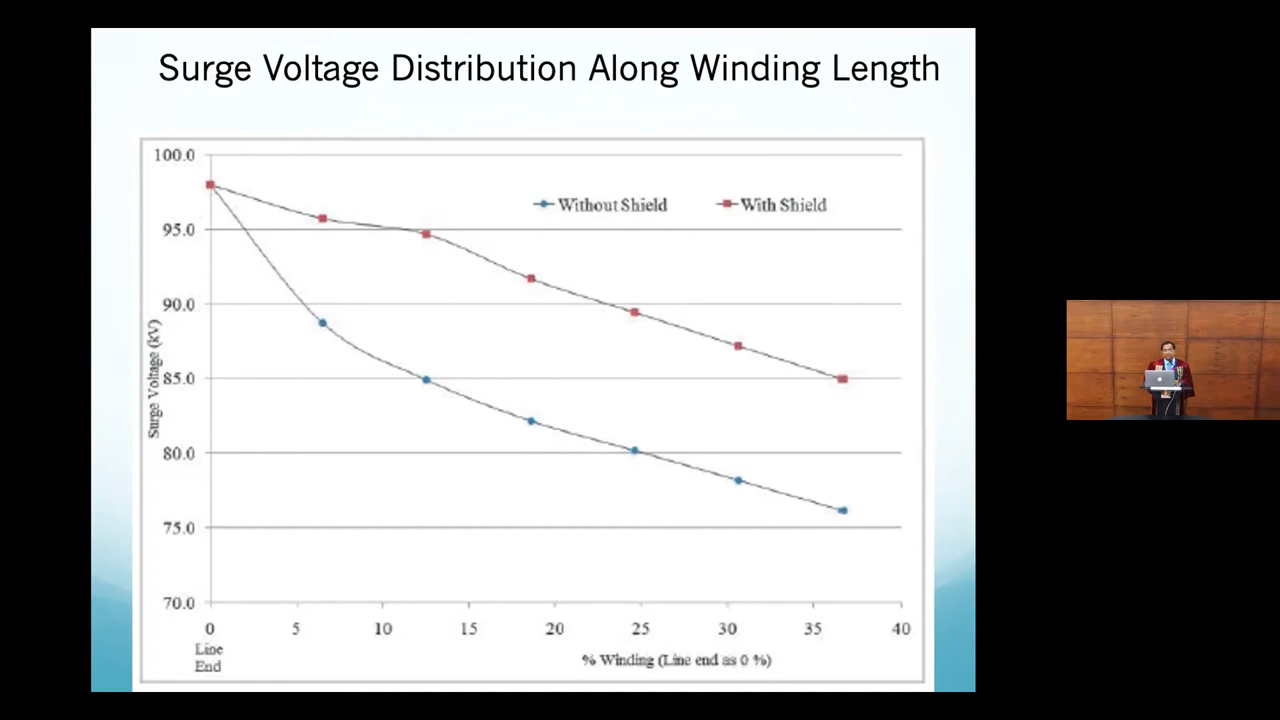 Surge Voltage Distribution Along Winding Length
100.0
95.0
90.0
85.0
80.0
75.0
70.0
Surge Voltage (kV)
Without Shield
With Shield
0 5 10 15 20 25 30 35 40
Line
End
% Winding (Line end as 0 %)